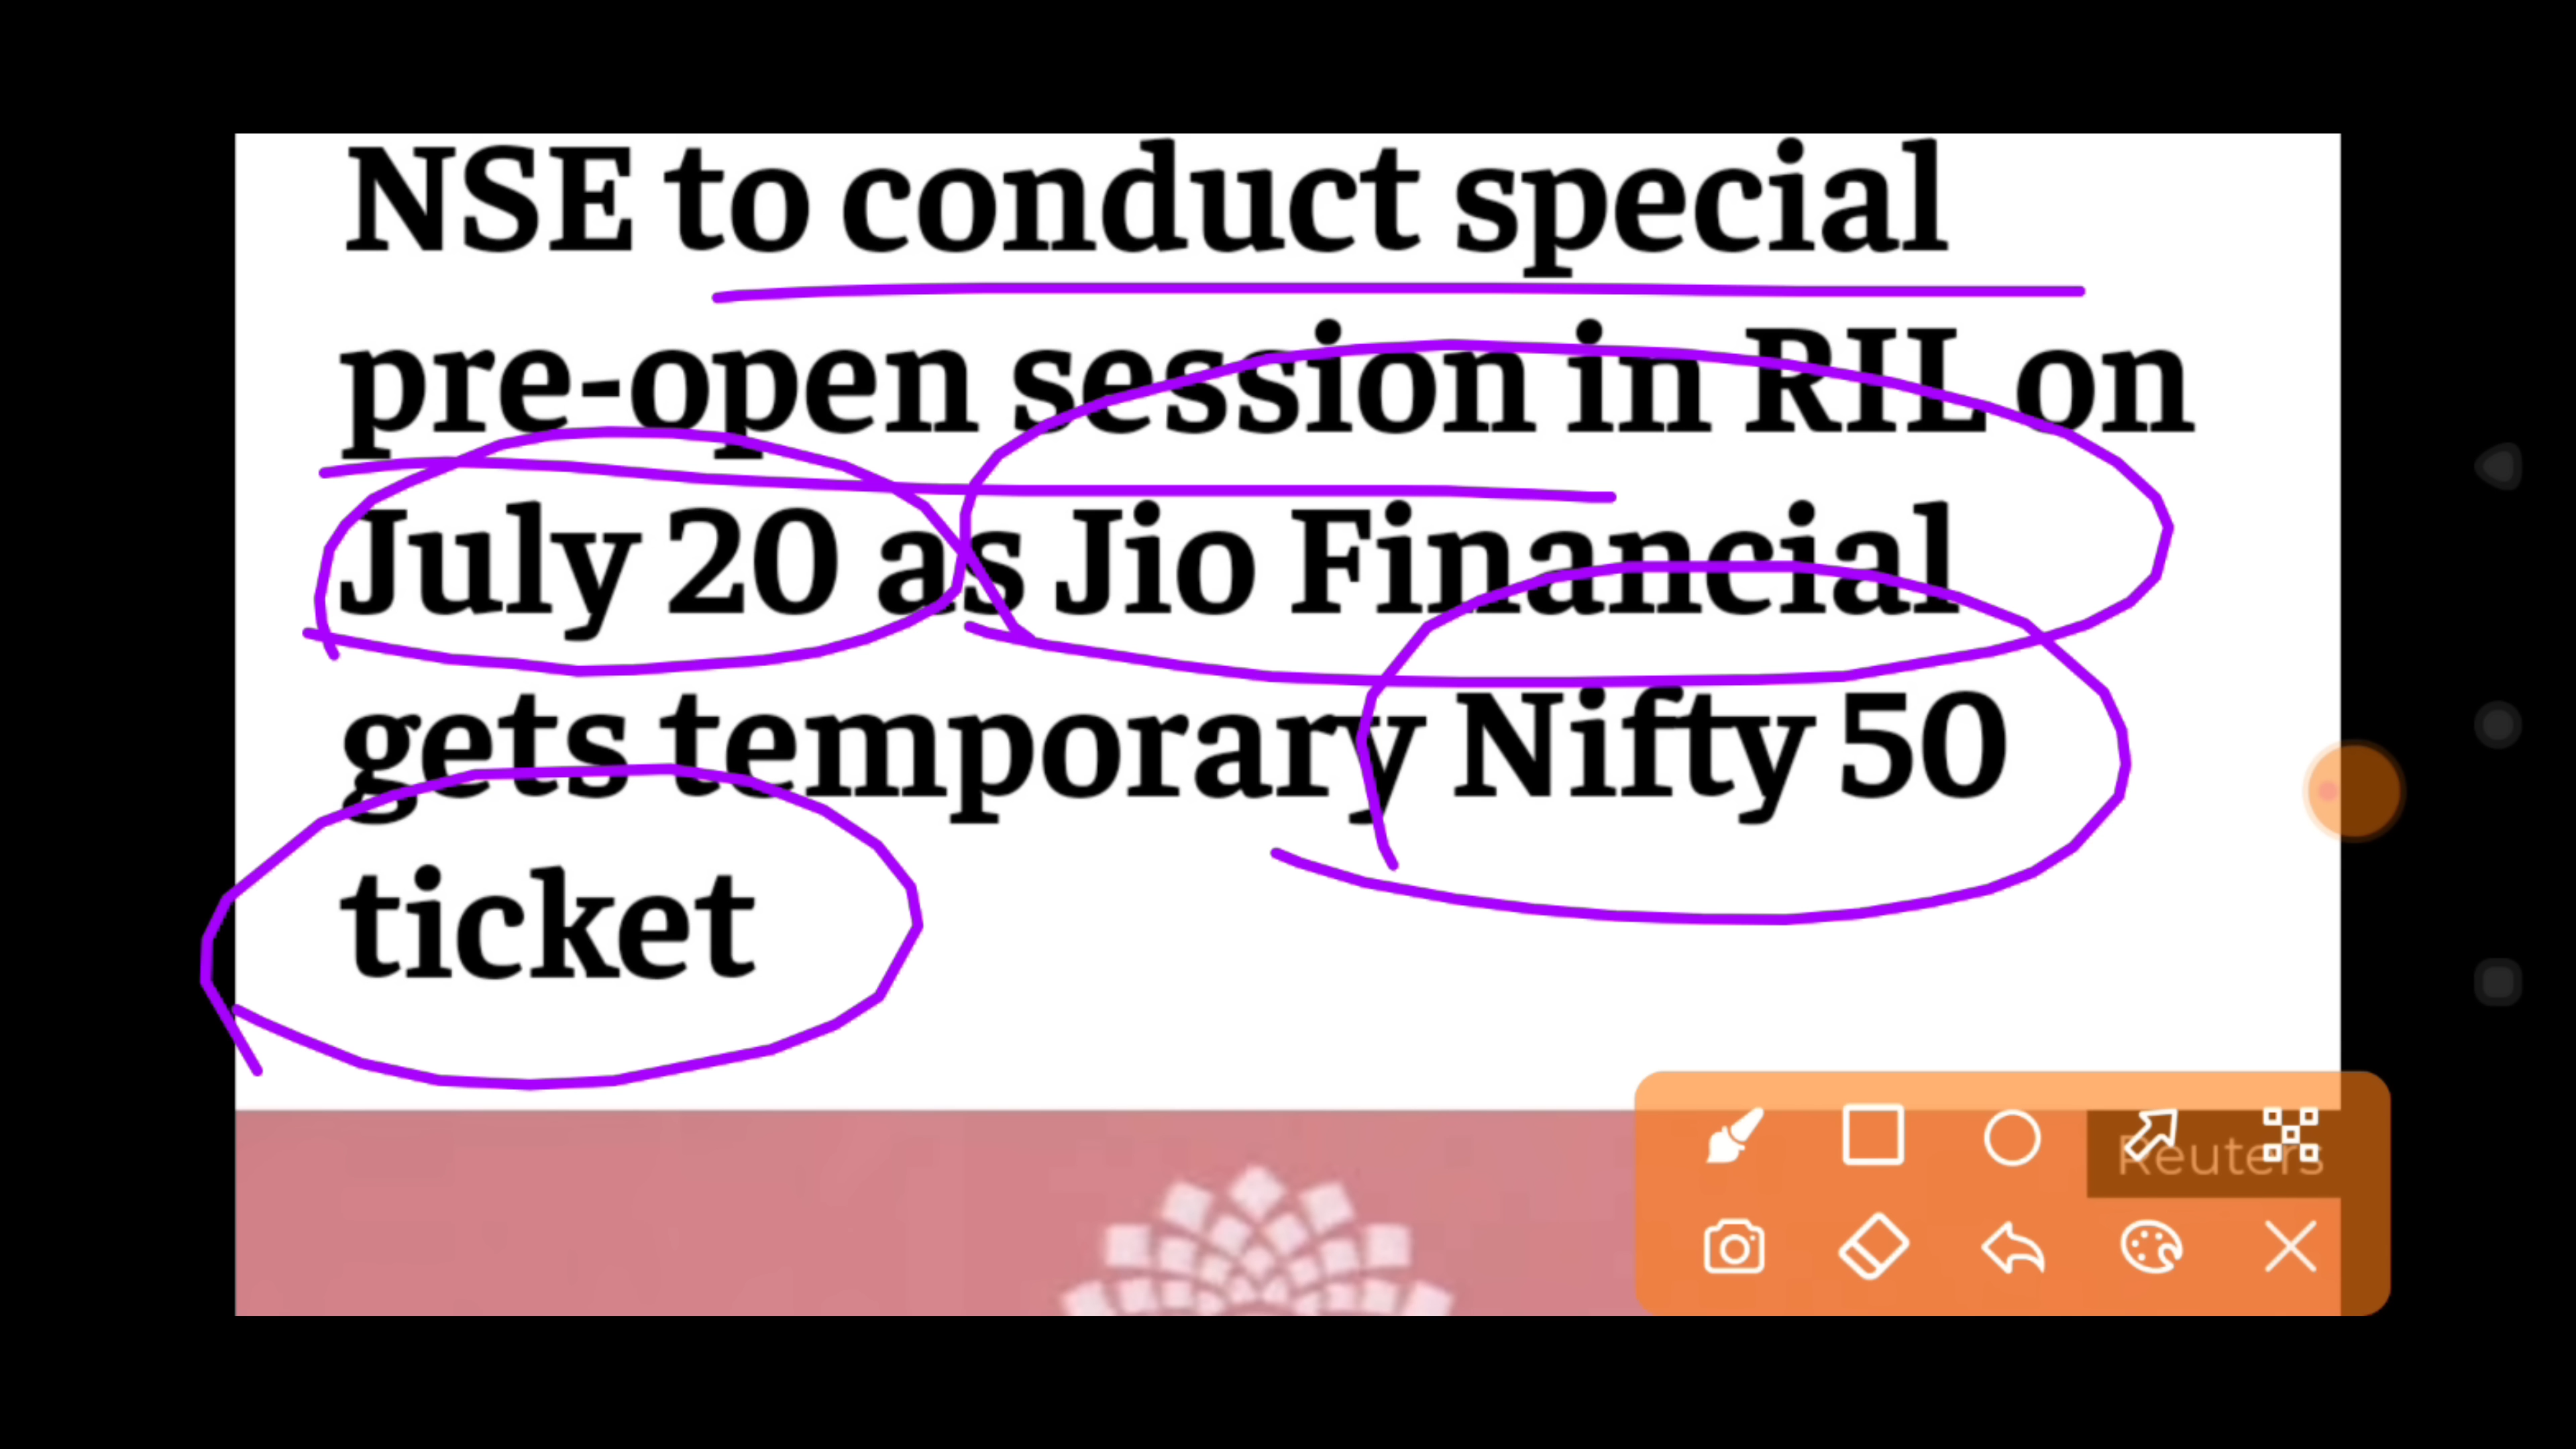 NSE to conduct special
pre-open session in RIL on
July 20 as Jio Financial
gets temporary Nifty 50
ticket
Reuters